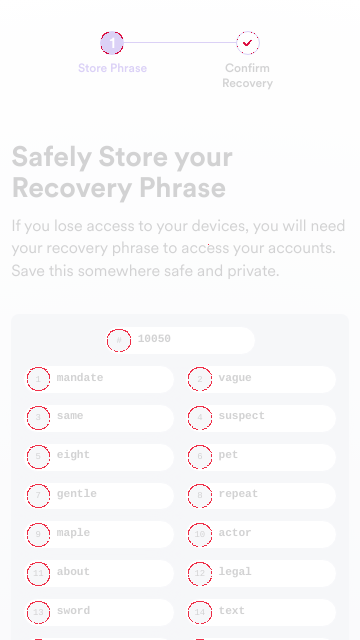 1
Store Phrase
Confirm
Recovery
Safely Store your
Recovery Phrase
If you lose access to your devices, you will need
your recovery phrase to access your accounts.
Save this somewhere safe and private.
# 10050
1 mandate 2 vague
3 same 4 suspect
5 eight 6 pet
7 gentle 8 repeat
9 maple 10 actor
11 about 12 legal
13 sword 14 text